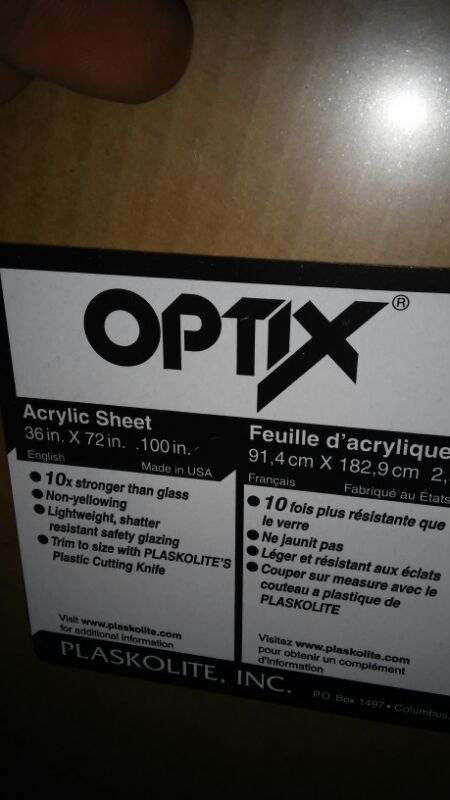 OPTIX®
Acrylic Sheet
36 in. X 72 in. .100 in.
English Made in USA
● 10x stronger than glass
● Non-yellowing
● Lightweight, shatter
resistant safety glazing
● Trim to size with PLASKOLITE'S
Plastic Cutting Knife
Visit www.plaskolite.com
for additional information
Feuille d'acrylique
91,4 cm X 182,9 cm 2,
Français Fabriqué au États
● 10 fois plus résistante que
le verre
● Ne jaunit pas
● Léger et résistant aux éclats
● Couper sur measure avec le
couteau a plastique de
PLASKOLITE
Visitez www.plaskolite.com
pour obtenir un complément
d'information
PLASKOLITE, INC. P.O. Box 1497 • Columbus,